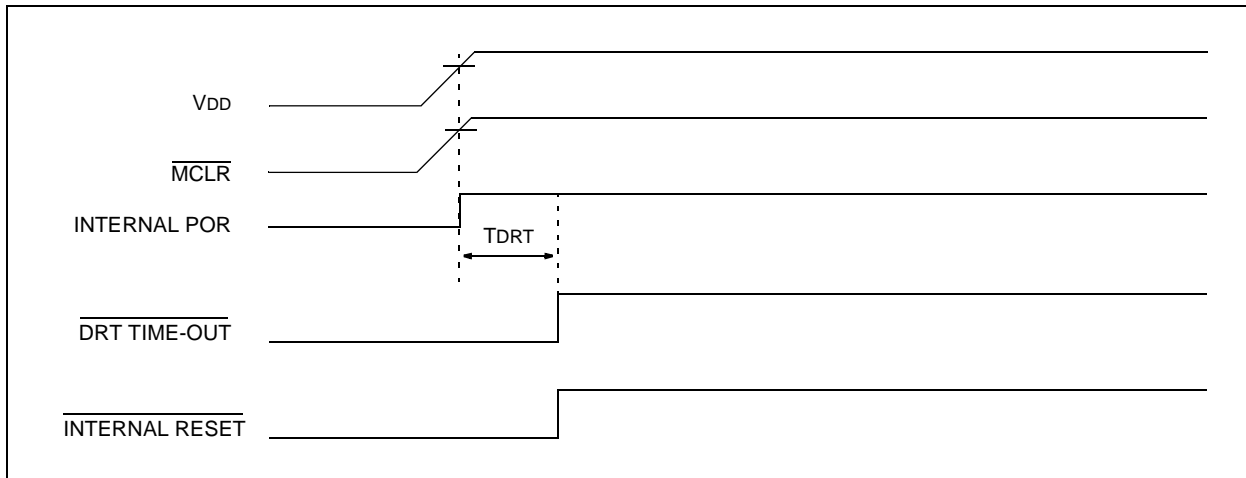 VDD
MCLR
INTERNAL POR
TDRT
DRT TIME-OUT
INTERNAL RESET